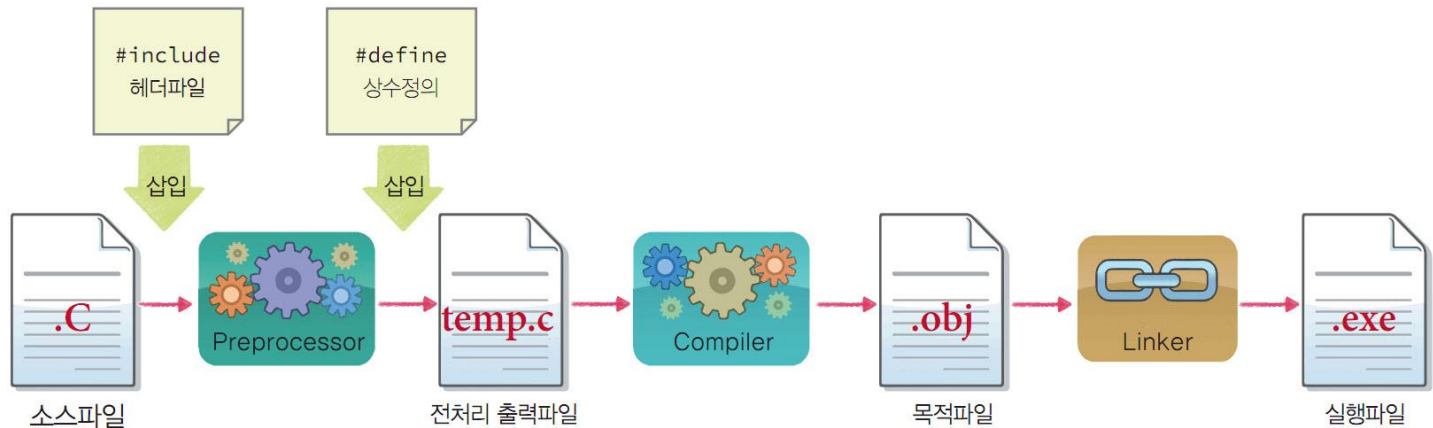 #include
헤더파일
#define
상수정의
삽입
삽입
.C
Preprocessor
temp.c
Compiler
.obj
Linker
.exe
소스파일
전처리 출력파일
목적파일
실행파일